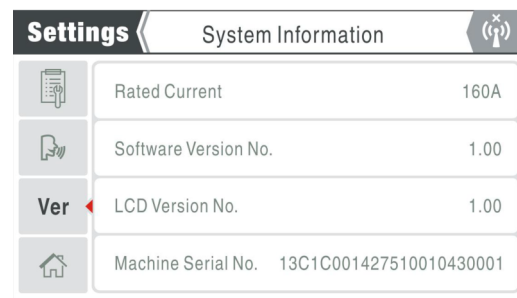 Settings System Information
Rated Current 160A
Software Version No. 1.00
Ver LCD Version No. 1.00
Machine Serial No. 13C1C001427510010430001